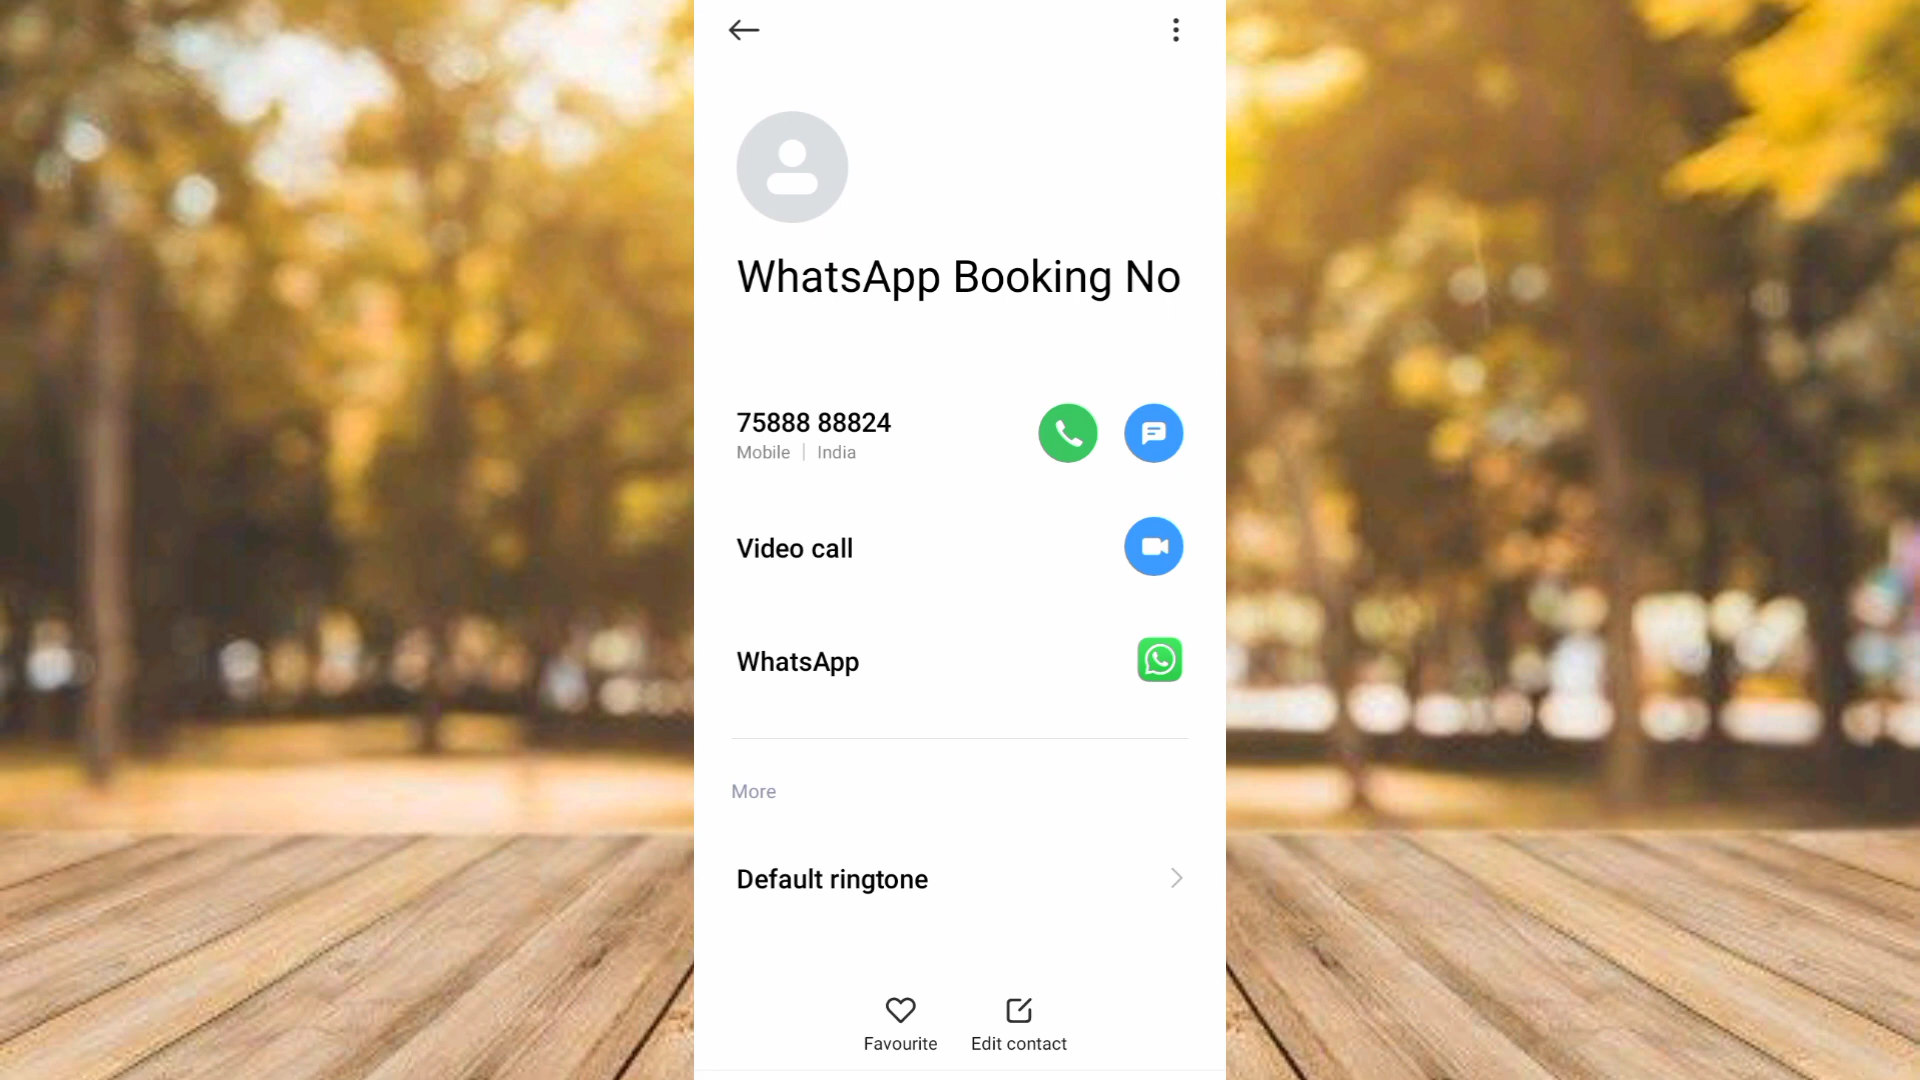 WhatsApp Booking No
75888 88824
Mobile | India
Video call
WhatsApp
More
Default ringtone
Favourite
Edit contact